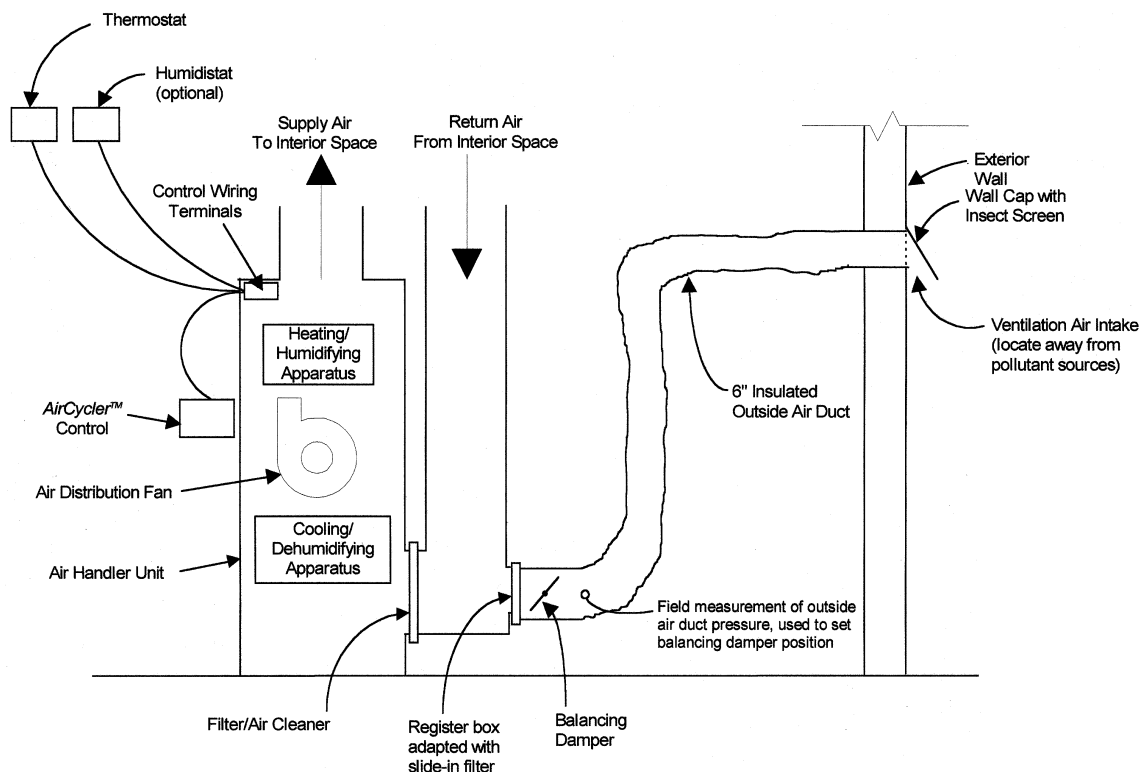 Thermostat
Humidistat
(optional)
Supply Air
To Interior Space
Return Air
From Interior Space
Control Wiring
Terminals
Exterior
Wall
Wall Cap with
Insect Screen
Ventilation Air Intake
(locate away from
pollutant sources)
Heating/
Humidifying
Apparatus
6" Insulated
Outside Air Duct
AirCycler™
Control
Air Distribution Fan
Cooling/
Dehumidifying
Apparatus
Air Handler Unit
Field measurement of outside
air duct pressure, used to set
balancing damper position
Filter/Air Cleaner
Register box
adapted with
slide-in filter
Balancing
Damper